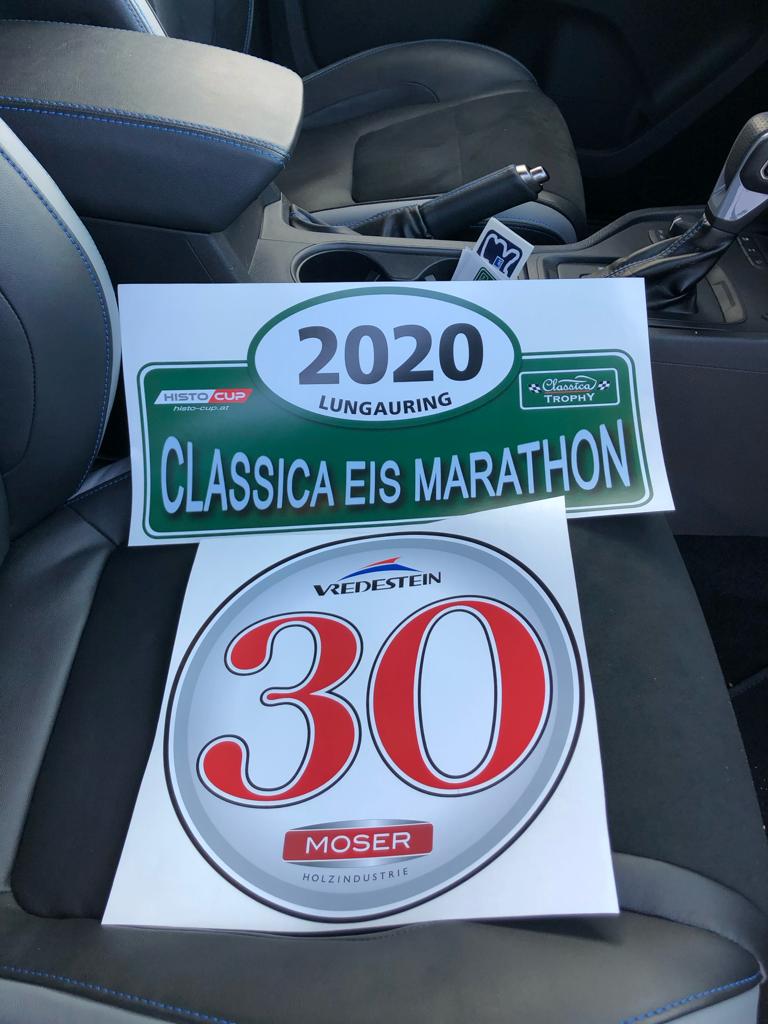 2020
LUNGAURING
HISTO CUP
histo-cup.at
Classica
TROPHY
CLASSICA EIS MARATHON
VREDESTEIN
30
MOSER
HOLZINDUSTRIE